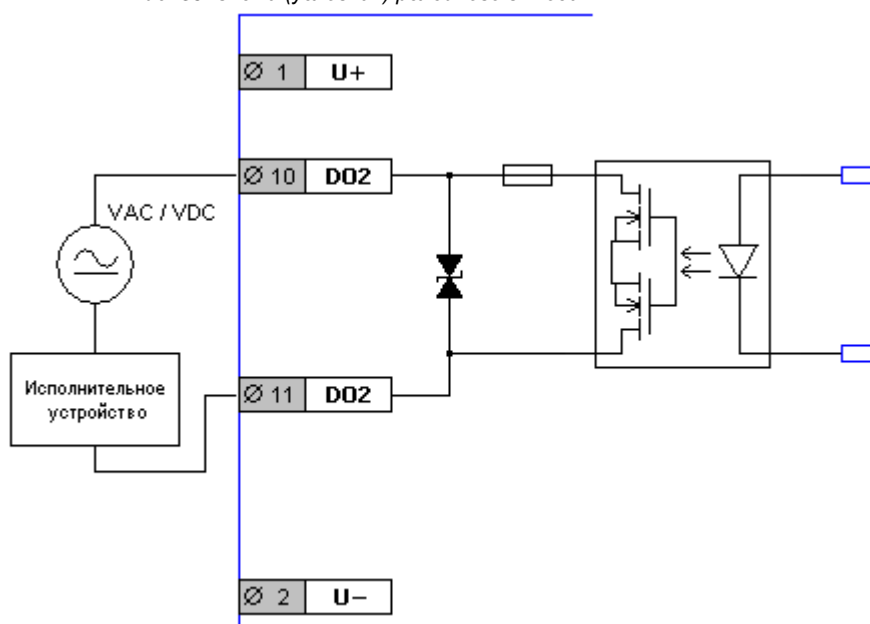 Ø 1 U+
Ø 10 DO2
VAC / VDC
Исполнительное
устройство
Ø 11 DO2
Ø 2 U−